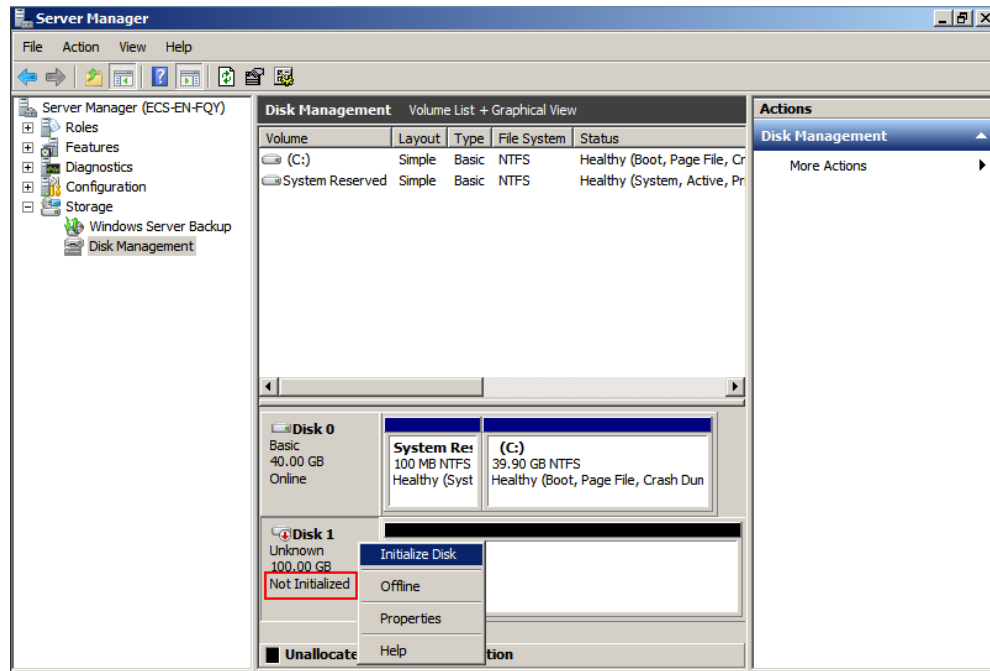 Server Manager
File Action View Help
Server Manager (ECS-EN-FQY)
Roles
Features
Diagnostics
Configuration
Storage
Windows Server Backup
Disk Management
Disk Management Volume List + Graphical View
Volume Layout Type File System Status
(C:) Simple Basic NTFS Healthy (Boot, Page File, Cr
System Reserved Simple Basic NTFS Healthy (System, Active, Pri
Disk 0
Basic
40.00 GB
Online
System Res
100 MB NTFS
Healthy (Syst
(C:)
39.90 GB NTFS
Healthy (Boot, Page File, Crash Dun
Disk 1
Unknown
100.00 GB
Not Initialized
Initialize Disk
Offline
Properties
Help
Unallocate
tion
Actions
Disk Management
More Actions